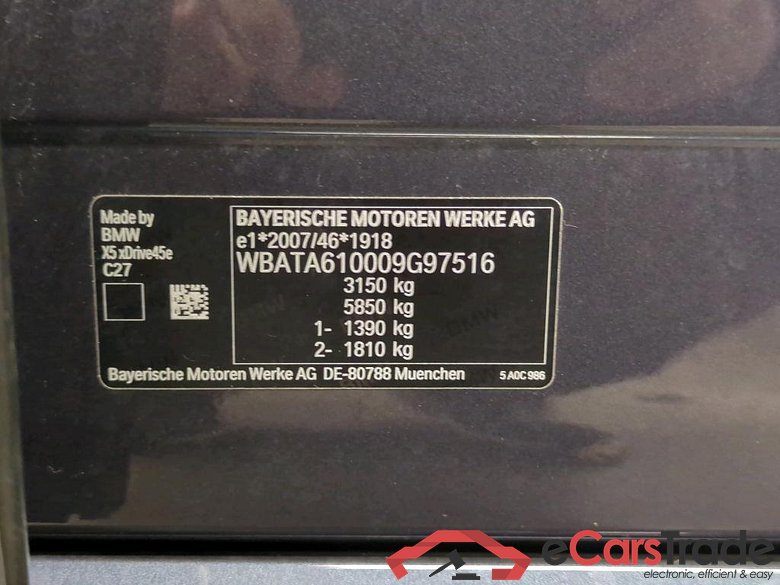 Made by
BMW
X5 xDrive45e
C27
BAYERISCHE MOTOREN WERKE AG
e1*2007/46*1918
WBATA610009G97516
3150 kg
5850 kg
1- 1390 kg
2- 1810 kg
Bayerische Motoren Werke AG DE-80788 Muenchen
5 A0C 986
eCarsTrade
electronic, efficient & easy